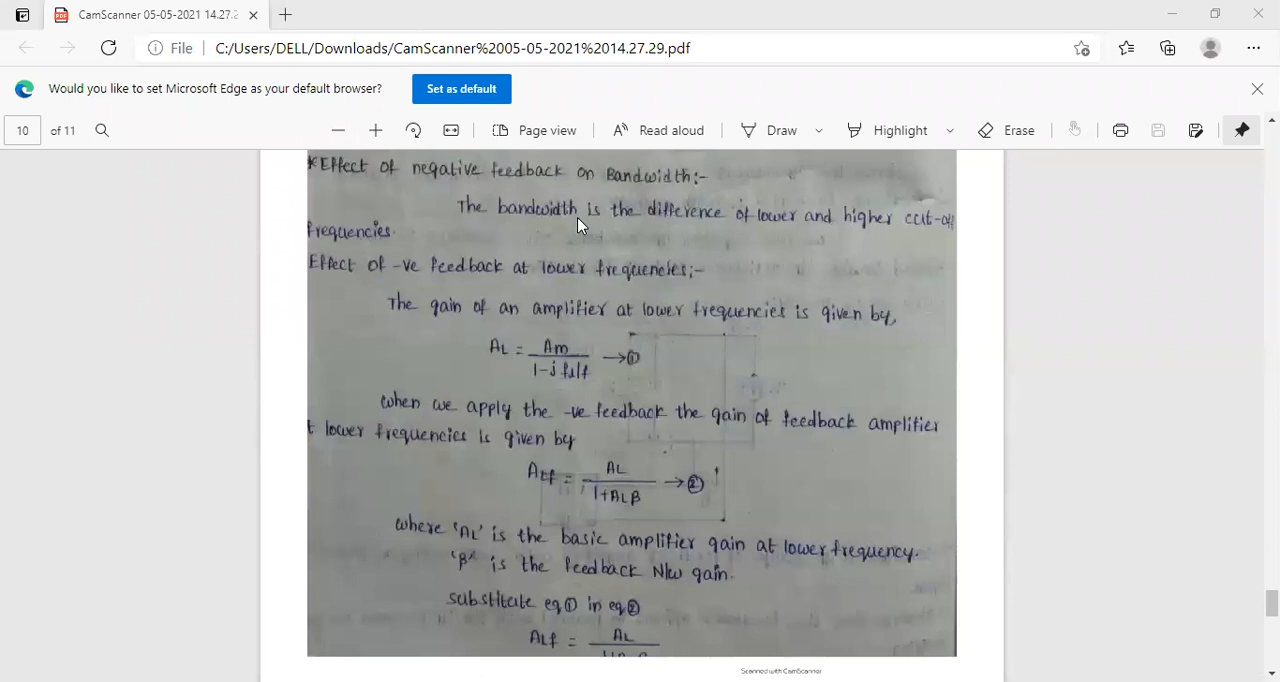 CamScanner 05-05-2021 14.27.2
File
C:/Users/DELL/Downloads/CamScanner%2005-05-2021%2014.27.29.pdf
Would you like to set Microsoft Edge as your default browser?
Set as default
10 of 11
Page view
Read aloud
Draw
Highlight
Erase
*Effect of negative feedback on Bandwidth:-
The bandwidth is the difference of lower and higher cut-off
frequencies.
Effect of -ve feedback at lower frequencies:-
The gain of an amplifier at lower frequencies is given by,
AL = Am / 1-j fL/f →①
when we apply the -ve feedback the gain of feedback amplifier
t lower frequencies is given by
ALf = AL / 1+ALβ →②
where 'AL' is the basic amplifier gain at lower frequency.
'β' is the feedback N/w gain.
substitute eq① in eq②
ALf = AL
Scanned with CamScanner